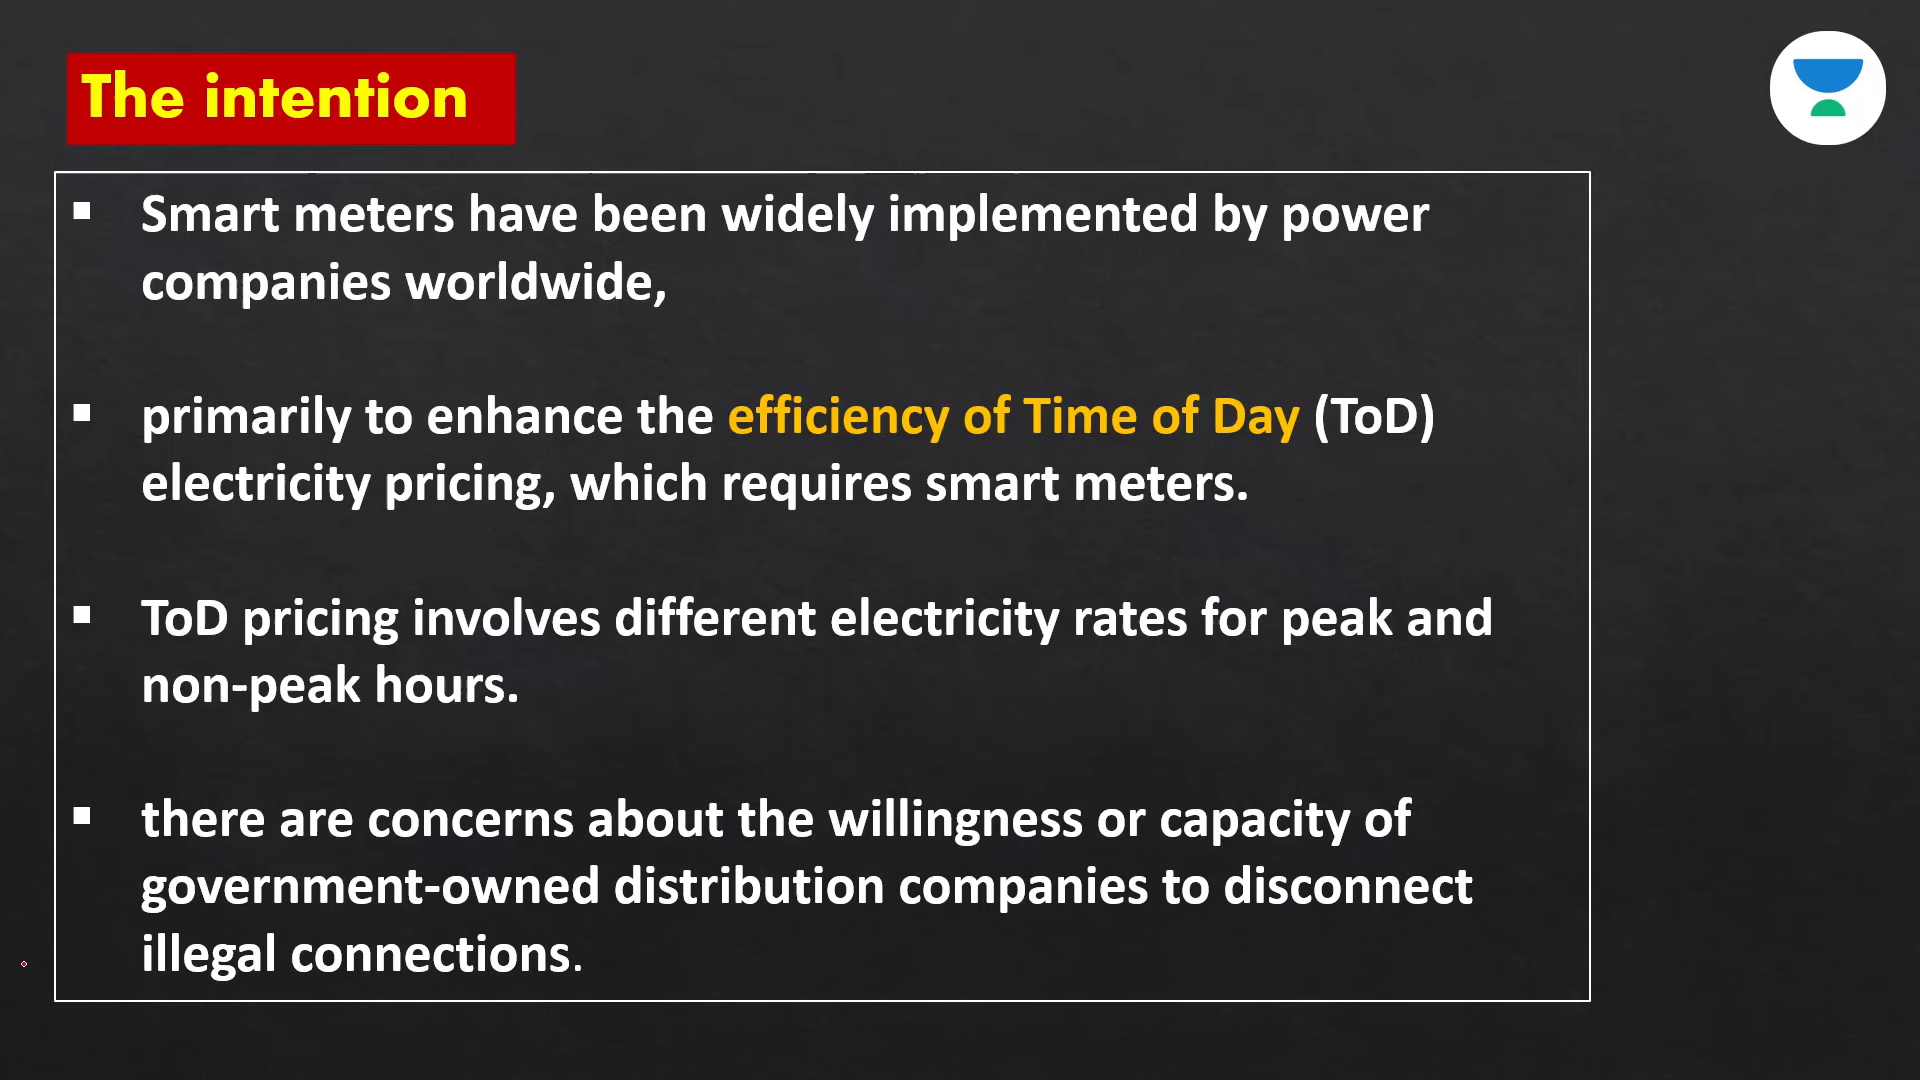 The intention
▪ Smart meters have been widely implemented by power
companies worldwide,
▪ primarily to enhance the efficiency of Time of Day (ToD)
electricity pricing, which requires smart meters.
▪ ToD pricing involves different electricity rates for peak and
non-peak hours.
▪ there are concerns about the willingness or capacity of
government-owned distribution companies to disconnect
illegal connections.